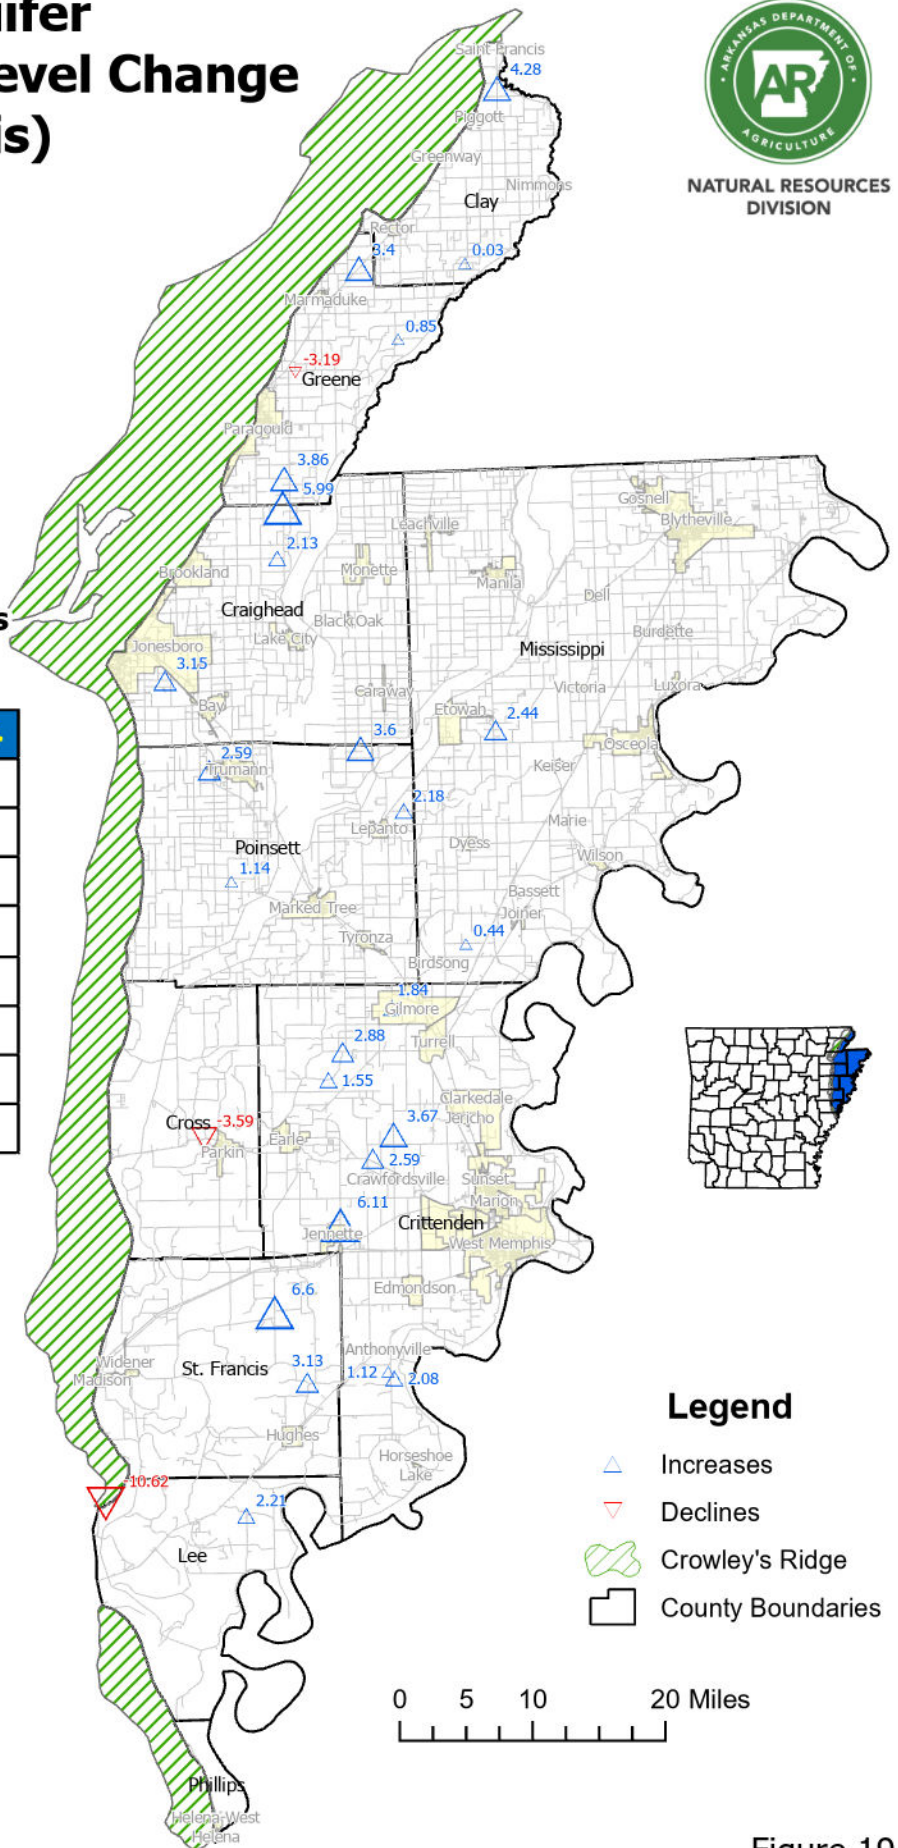 uifer
evel Change
is)
ARKANSAS DEPARTMENT OF
AR
AGRICULTURE
NATURAL RESOURCES
DIVISION
Saint Francis
4.28
Piggott
Greenway
Nimmons
Clay
Rector
3.4
0.03
Marmaduke
0.85
-3.19
Greene
Paragould
3.86
5.99
Gosnell
Leachville
Blytheville
2.13
Brookland
Monette
Manila
Dell
Craighead
Black Oak
s
Lake City
Burdette
Jonesboro
Mississippi
3.15
Caraway
Victoria
Luxora
Bay
Etowah
2.44
3.6
Osceola
2.59
Trumann
Keiser
2.18
Lepanto
Marie
Poinsett
Dyess
Wilson
1.14
Bassett
Marked Tree
Joiner
Tyronza
0.44
Birdsong
1.84
Gilmore
2.88
Turrell
1.55
Clarkedale
Jericho
3.67
Cross
-3.59
Earle
Parkin
2.59
Crawfordsville
Sunset
6.11
Marion
Jennette
Crittenden
West Memphis
6.6
Edmondson
Anthonyville
Widener
3.13
St. Francis
1.12
2.08
Madison
Hughes
Horseshoe
Lake
-10.62
2.21
Lee
Legend
Increases
Declines
Crowley's Ridge
County Boundaries
0 5 10 20 Miles
Phillips
Helena-West
Helena
Figure 19